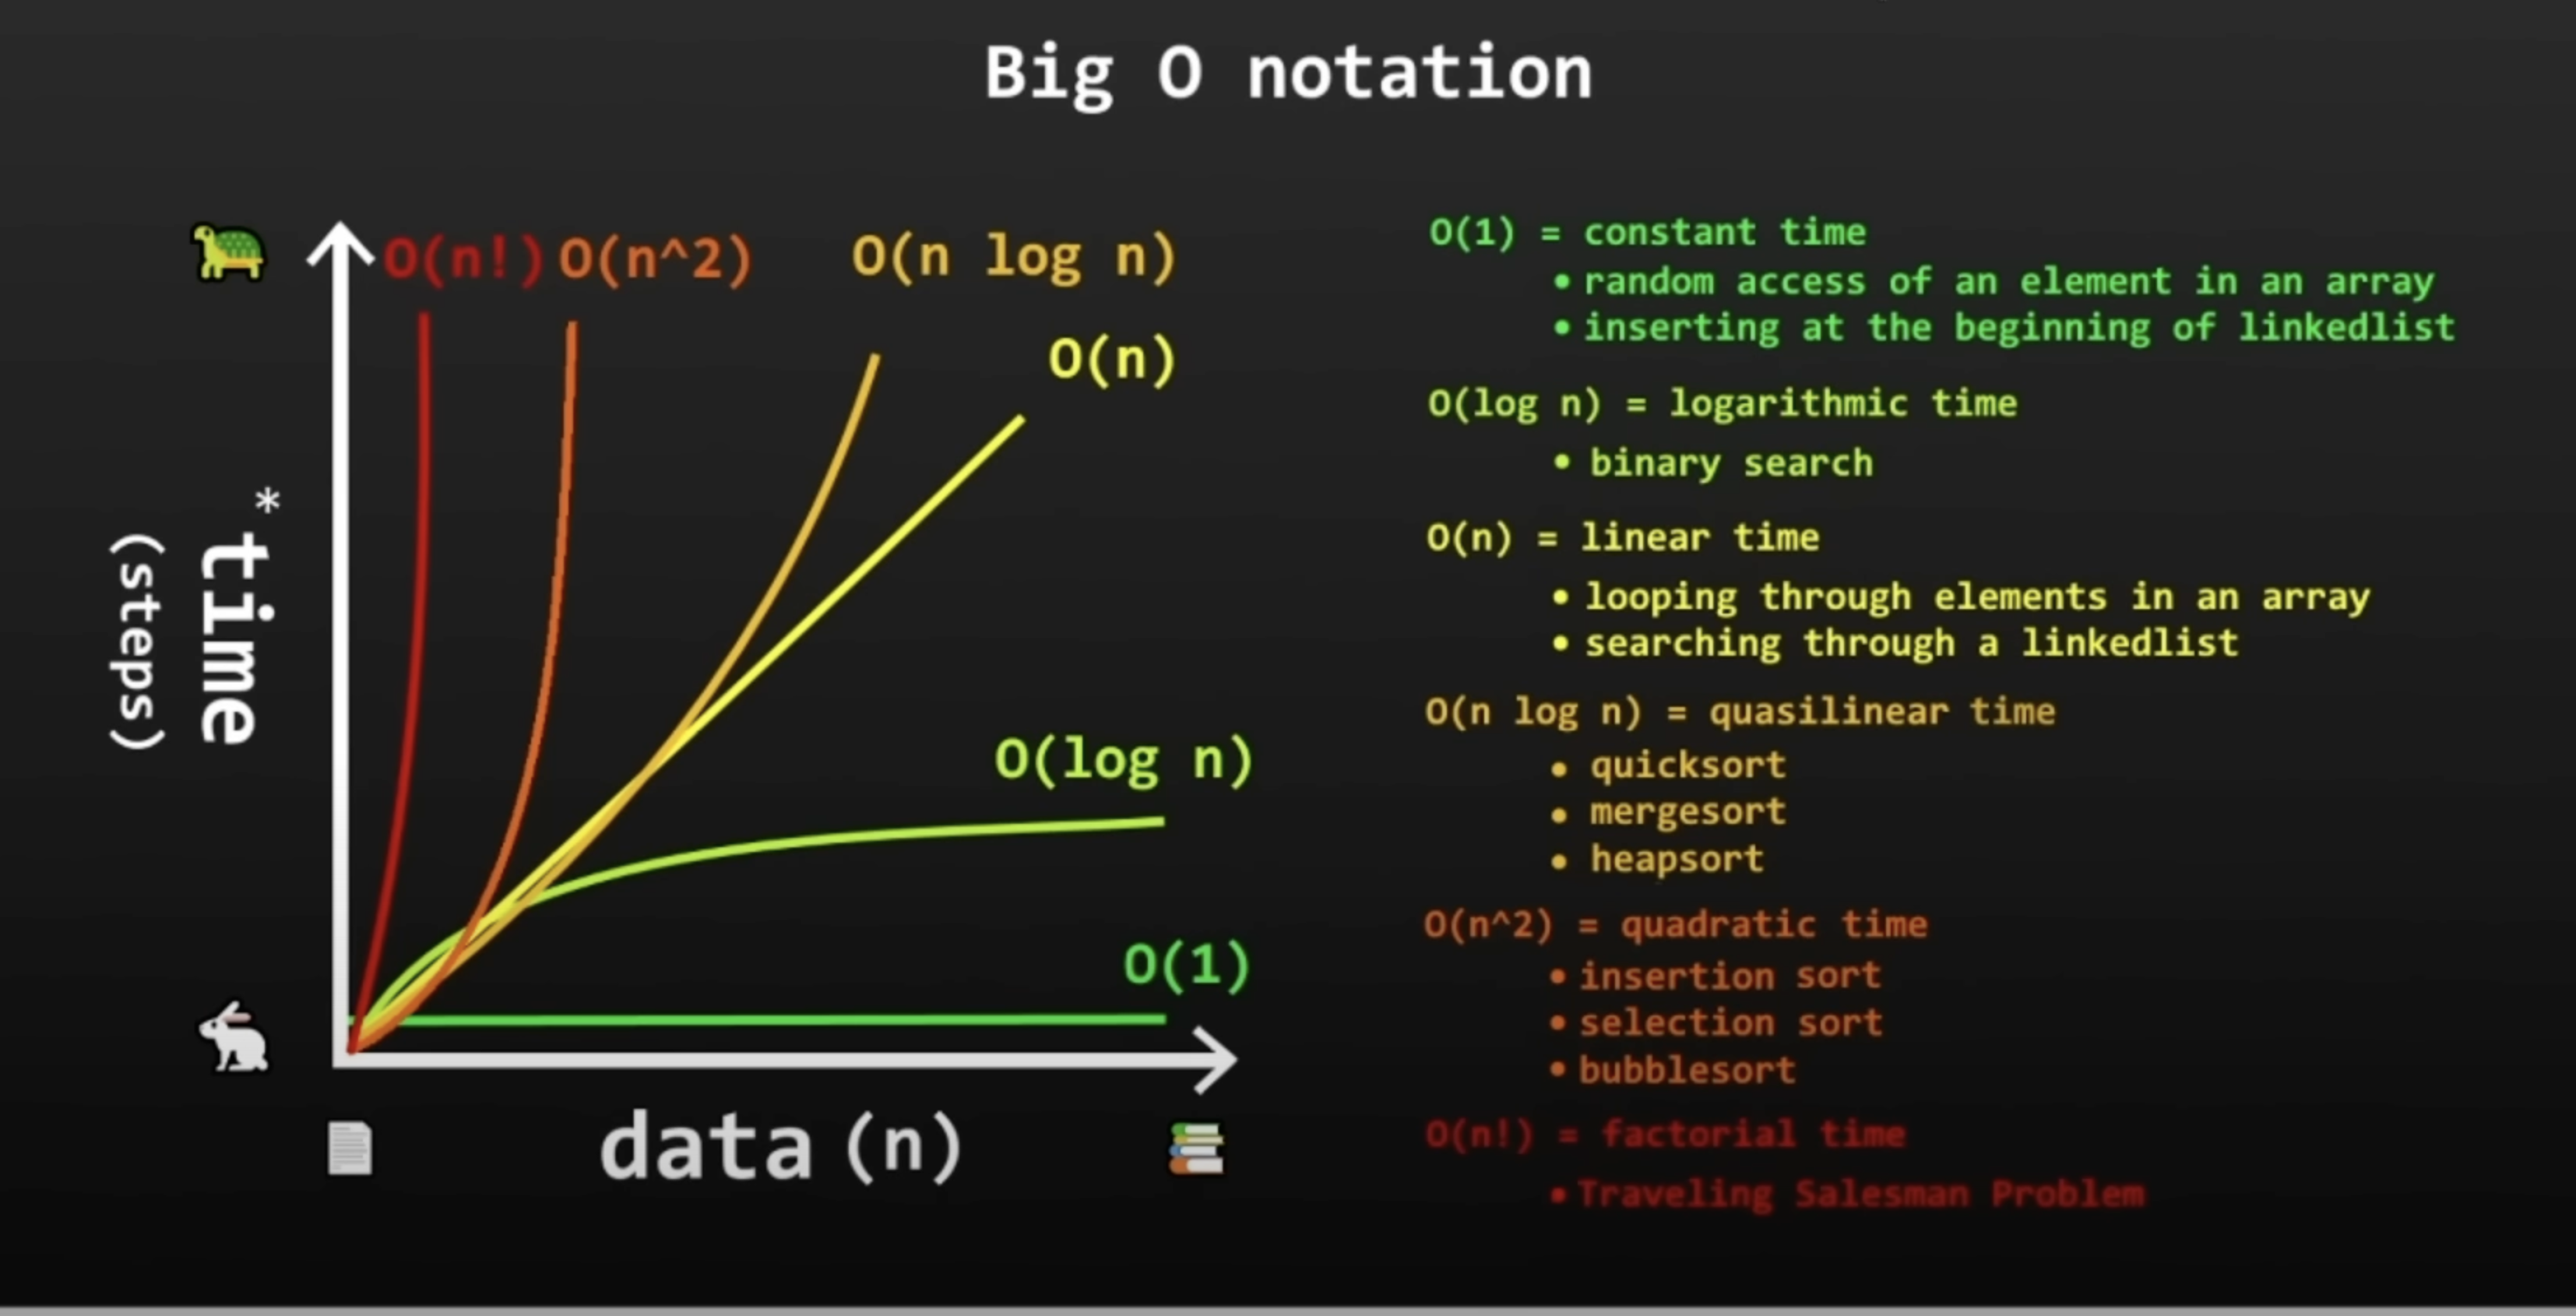 Big O notation
O(n!)
O(n^2)
O(n log n)
O(n)
O(log n)
O(1)
*
time
(steps)
data (n)
O(1) = constant time
• random access of an element in an array
• inserting at the beginning of linkedlist
O(log n) = logarithmic time
• binary search
O(n) = linear time
• looping through elements in an array
• searching through a linkedlist
O(n log n) = quasilinear time
• quicksort
• mergesort
• heapsort
O(n^2) = quadratic time
• insertion sort
• selection sort
• bubblesort
O(n!) = factorial time
• Traveling Salesman Problem